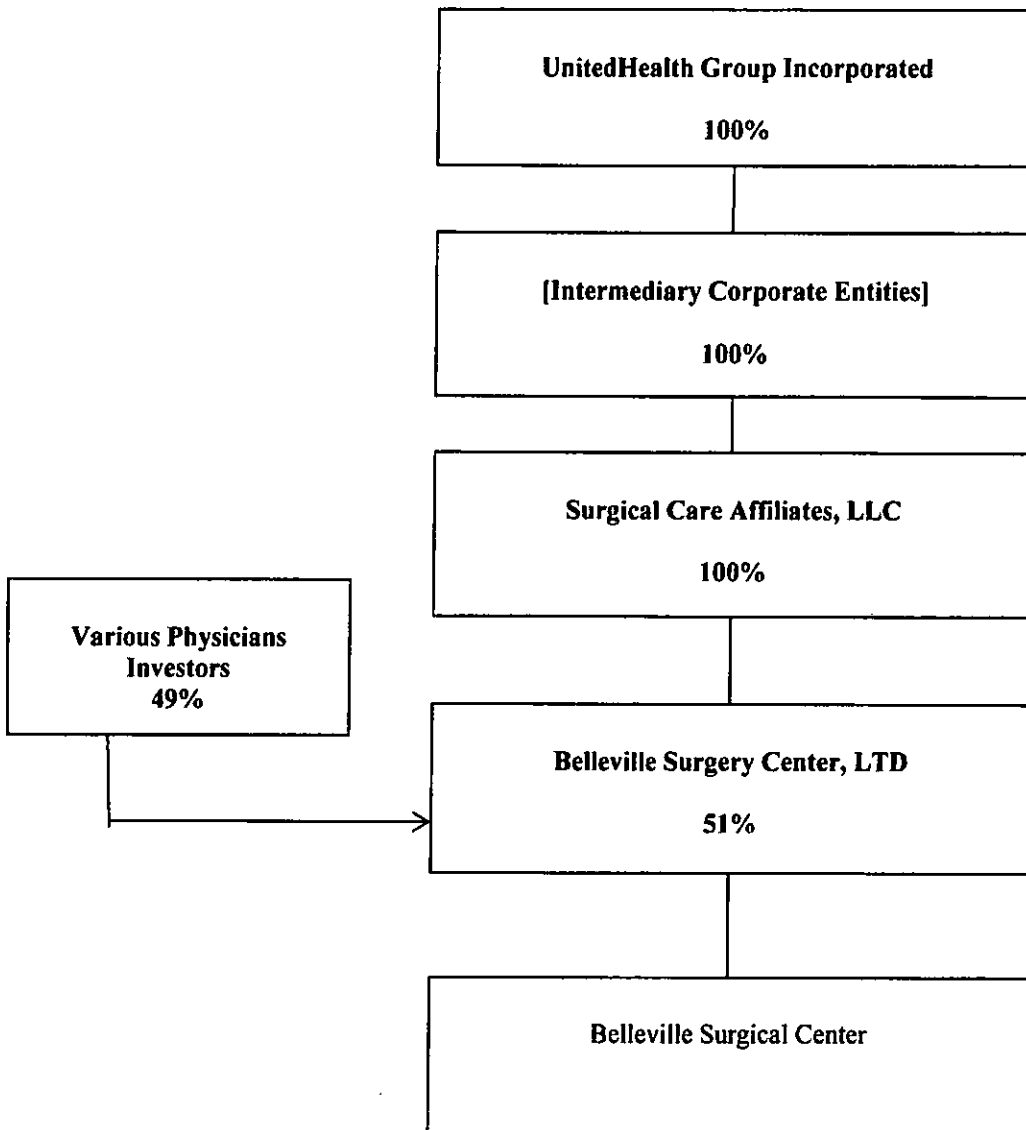 UnitedHealth Group Incorporated
100%
[Intermediary Corporate Entities]
100%
Surgical Care Affiliates, LLC
100%
Various Physicians
Investors
49%
Belleville Surgery Center, LTD
51%
Belleville Surgical Center